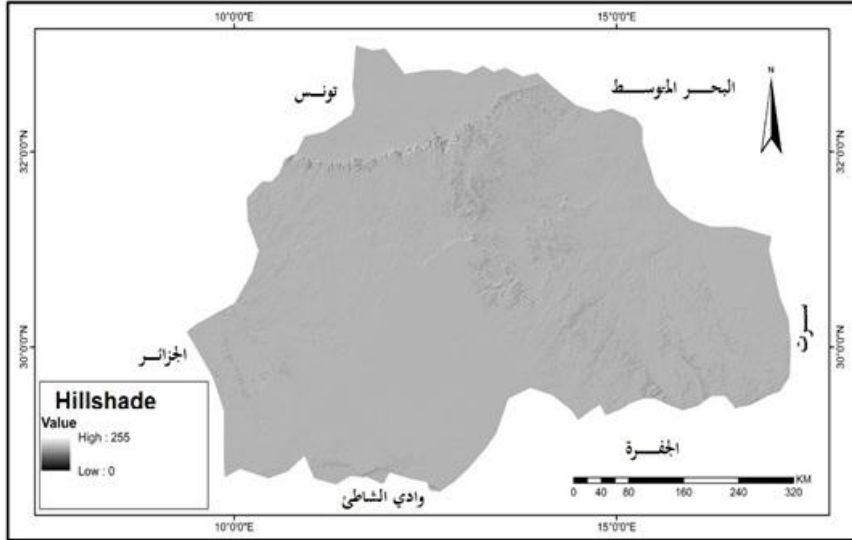 10°0'0"E 15°0'0"E
N
تونس
البحر المتوسط
32°0'0"N 32°0'0"N
سرت
30°0'0"N 30°0'0"N
الجزائر
Hillshade
Value
High : 255
Low : 0
الجفرة
وادي الشاطئ
0 20 40 80 160 240 320 KM
10°0'0"E 15°0'0"E